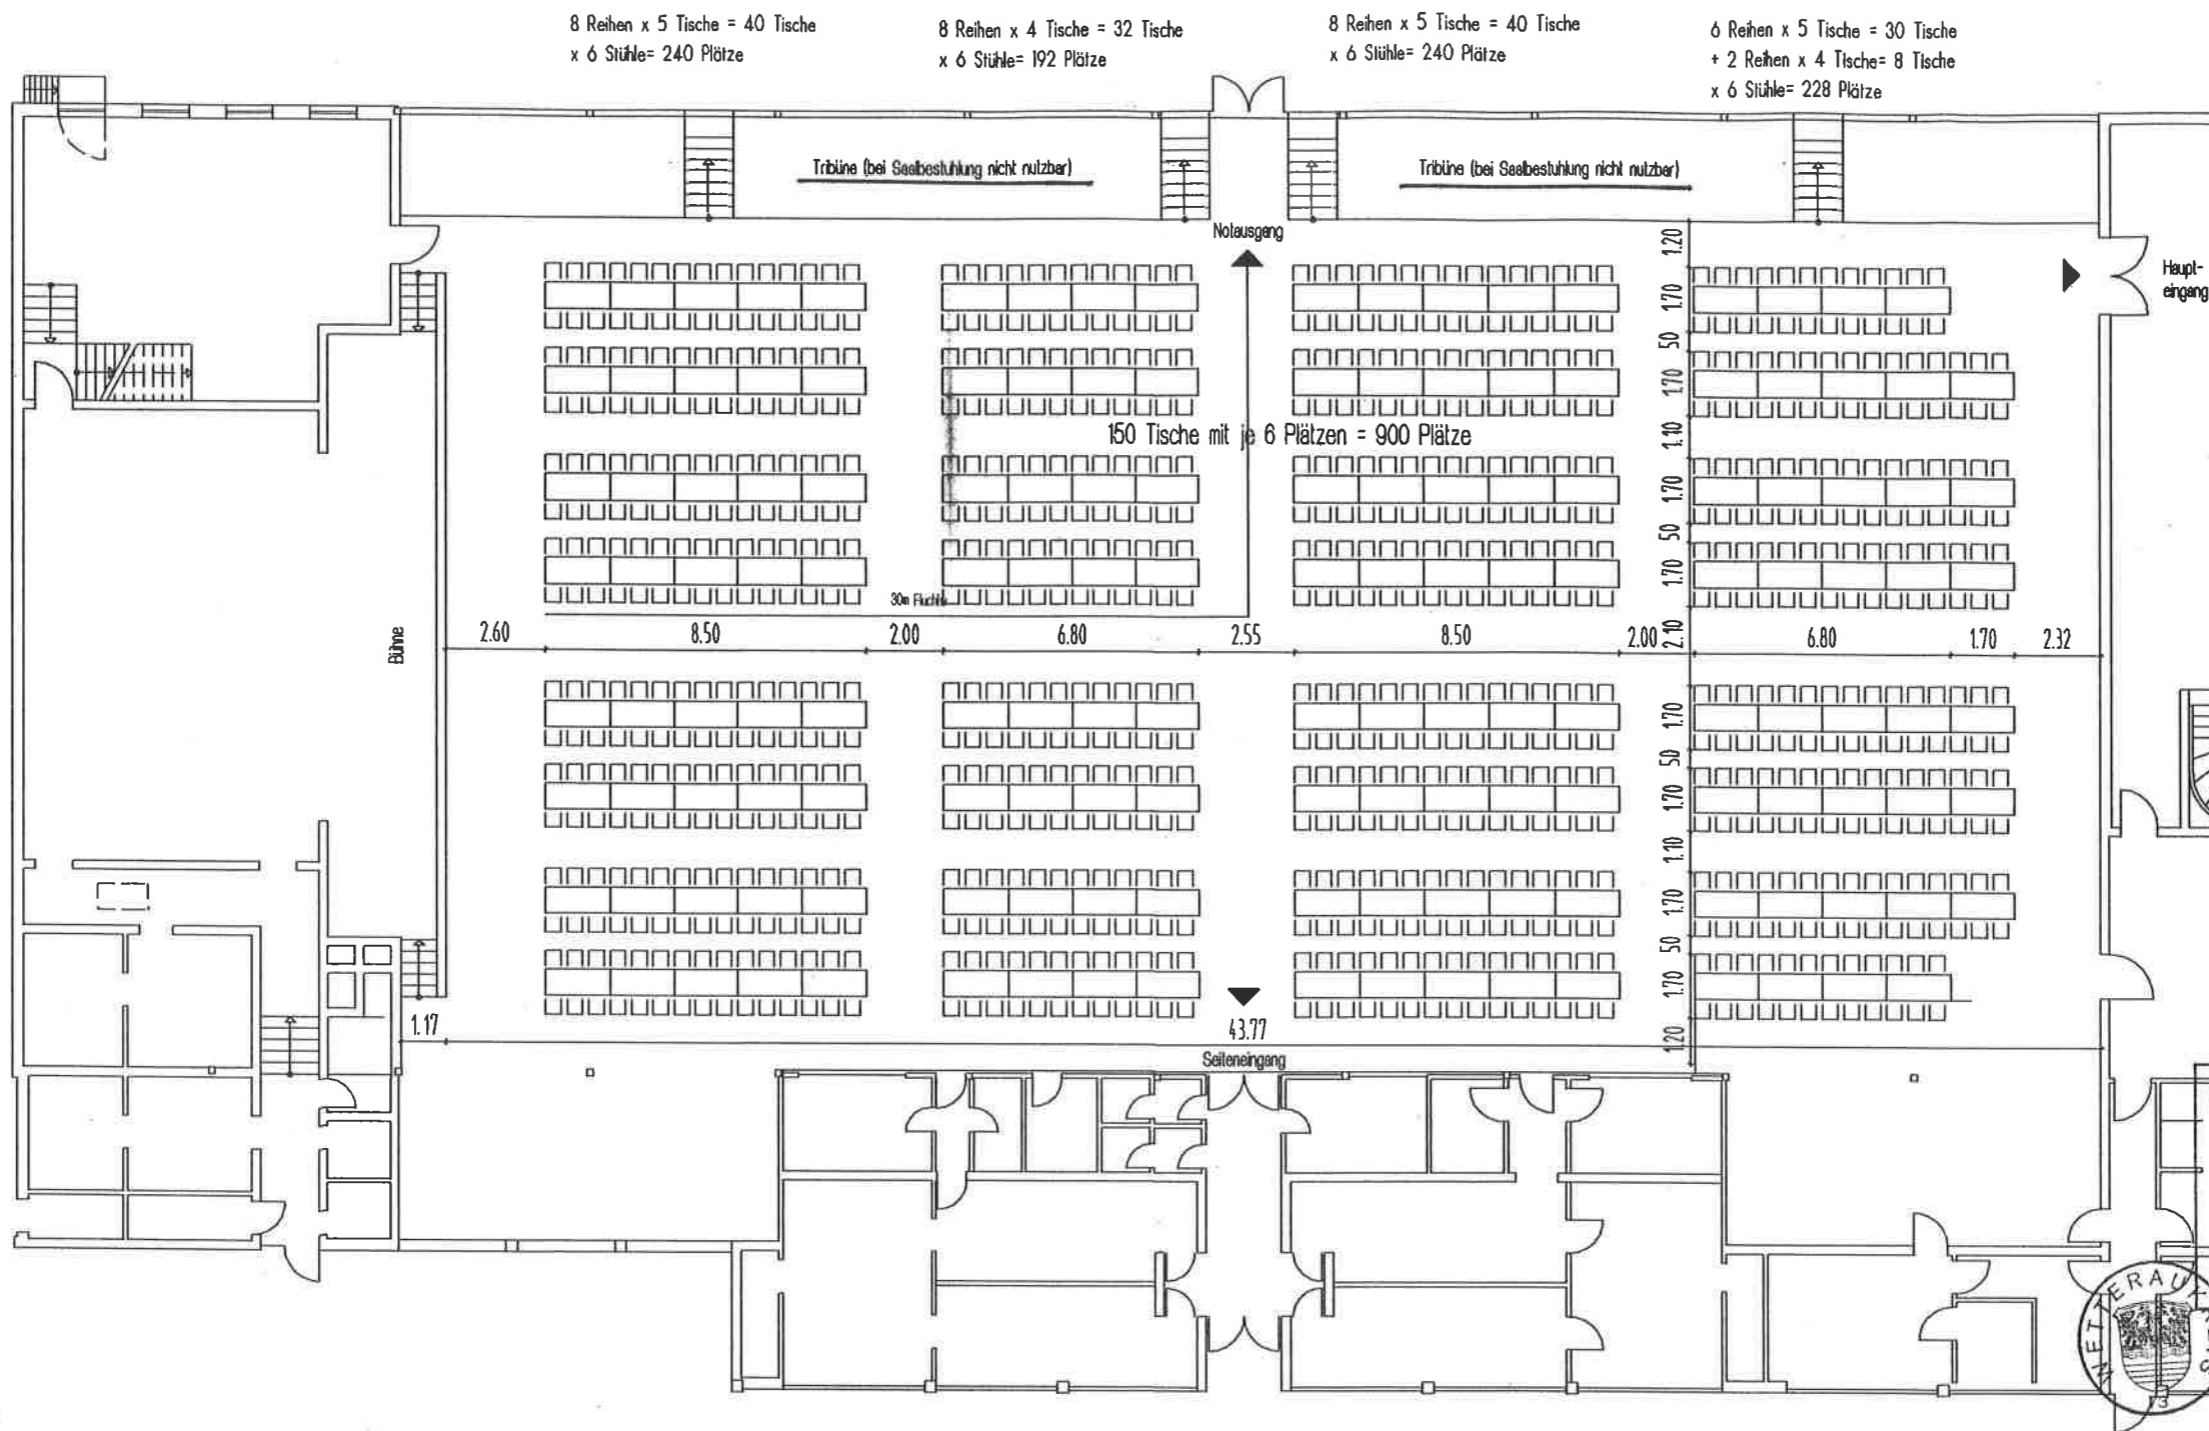 8 Reihen x 5 Tische = 40 Tische
x 6 Stühle= 240 Plätze
8 Reihen x 4 Tische = 32 Tische
x 6 Stühle= 192 Plätze
8 Reihen x 5 Tische = 40 Tische
x 6 Stühle= 240 Plätze
6 Reihen x 5 Tische = 30 Tische
+ 2 Reihen x 4 Tische= 8 Tische
x 6 Stühle= 228 Plätze
Tribüne (bei Saalbestuhlung nicht nutzbar)
Tribüne (bei Saalbestuhlung nicht nutzbar)
Notausgang
Haupt-
eingang
1.20
1.70
50
1.70
1.10
1.70
50
1.70
2.10
1.70
50
1.70
1.10
1.70
50
1.70
1.20
150 Tische mit je 6 Plätzen = 900 Plätze
30m
Bühne
2.60
8.50
2.00
6.80
2.55
8.50
2.00
6.80
1.70
2.32
1.17
43.77
Seiteneingang
WETTERAUKREIS
73